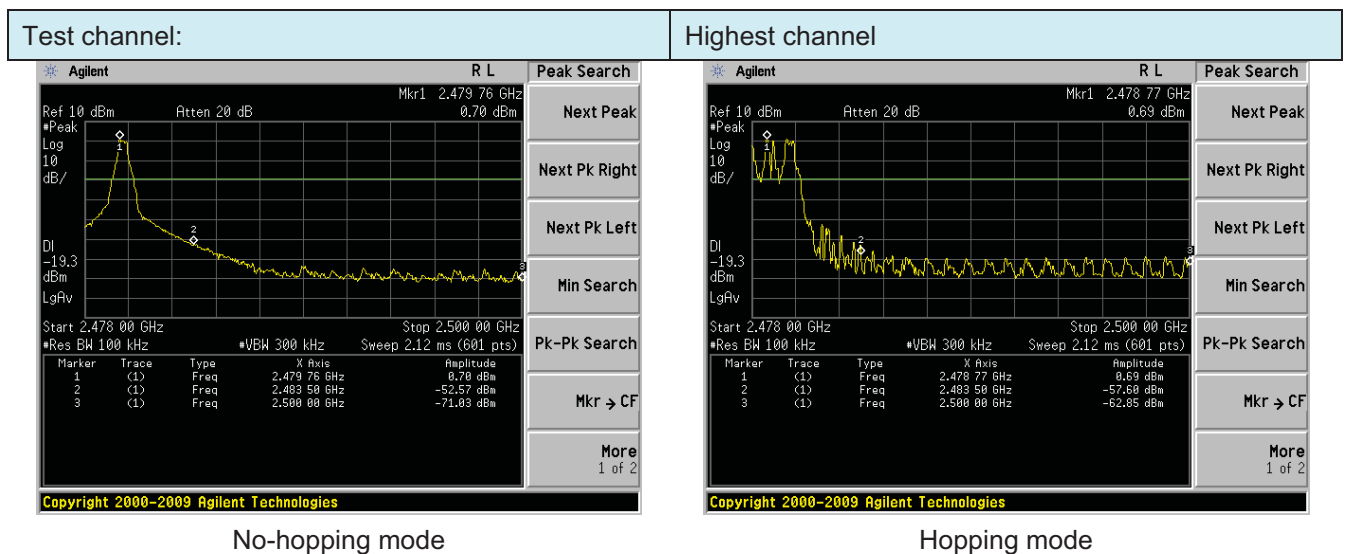 Test channel:
Highest channel
Agilent
R L
Peak Search
Mkr1 2.479 76 GHz
Ref 10 dBm
Atten 20 dB
0.70 dBm
#Peak
Log
10
dB/
1
2
3
DI
-19.3
dBm
LgAv
Start 2.478 00 GHz
Stop 2.500 00 GHz
#Res BW 100 kHz
#VBW 300 kHz
Sweep 2.12 ms (601 pts)
Marker Trace Type X Axis Amplitude
1 (1) Freq 2.479 76 GHz 0.70 dBm
2 (1) Freq 2.483 50 GHz -52.57 dBm
3 (1) Freq 2.500 00 GHz -71.03 dBm
Copyright 2000-2009 Agilent Technologies
Next Peak
Next Pk Right
Next Pk Left
Min Search
Pk-Pk Search
Mkr → CF
More
1 of 2
No-hopping mode
Agilent
R L
Peak Search
Mkr1 2.478 77 GHz
Ref 10 dBm
Atten 20 dB
0.69 dBm
#Peak
Log
10
dB/
1
2
3
DI
-19.3
dBm
LgAv
Start 2.478 00 GHz
Stop 2.500 00 GHz
#Res BW 100 kHz
#VBW 300 kHz
Sweep 2.12 ms (601 pts)
Marker Trace Type X Axis Amplitude
1 (1) Freq 2.478 77 GHz 0.69 dBm
2 (1) Freq 2.483 50 GHz -57.60 dBm
3 (1) Freq 2.500 00 GHz -62.85 dBm
Copyright 2000-2009 Agilent Technologies
Next Peak
Next Pk Right
Next Pk Left
Min Search
Pk-Pk Search
Mkr → CF
More
1 of 2
Hopping mode